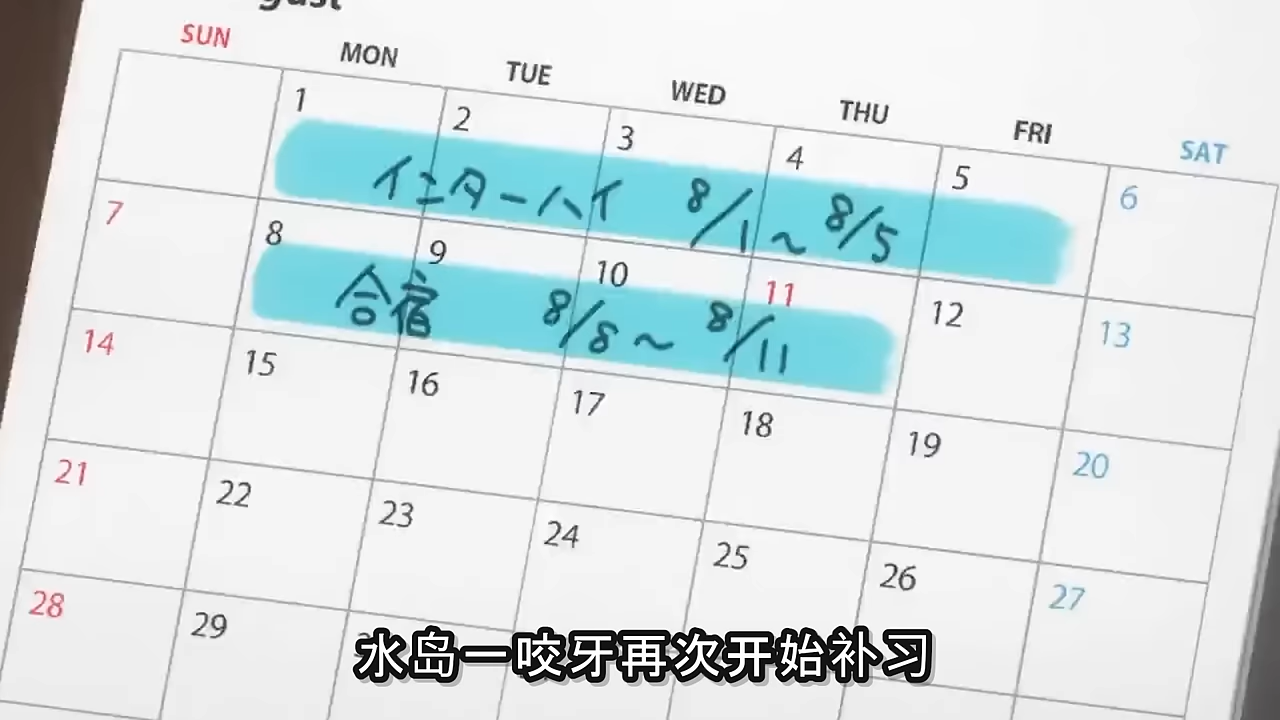 SUN MON TUE WED THU FRI SAT
1 2 3 4 5 6
インターハイ 8/1~8/5
7 8 9 10 11 12 13
合宿 8/8~8/11
14 15 16 17 18 19 20
21 22 23 24 25 26 27
28 29
水岛一咬牙再次开始补习